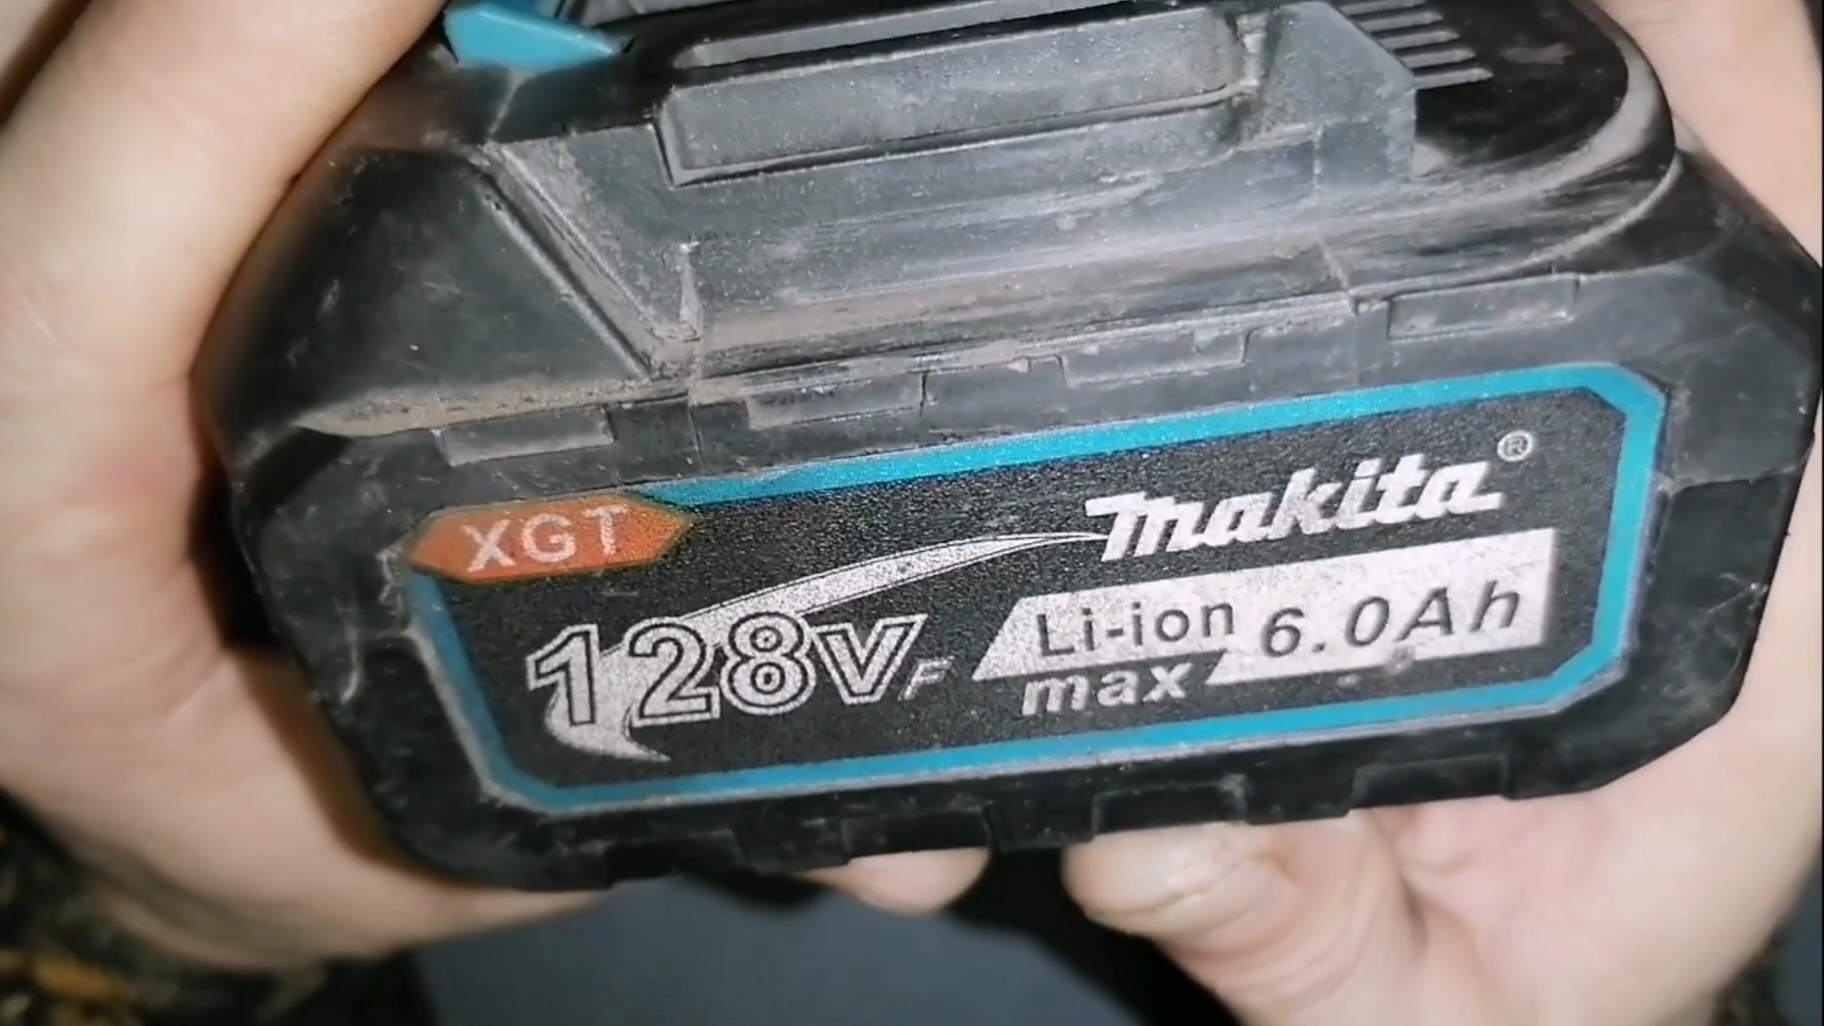 XGT
makita®
128VF
Li-ion 6.0Ah
max